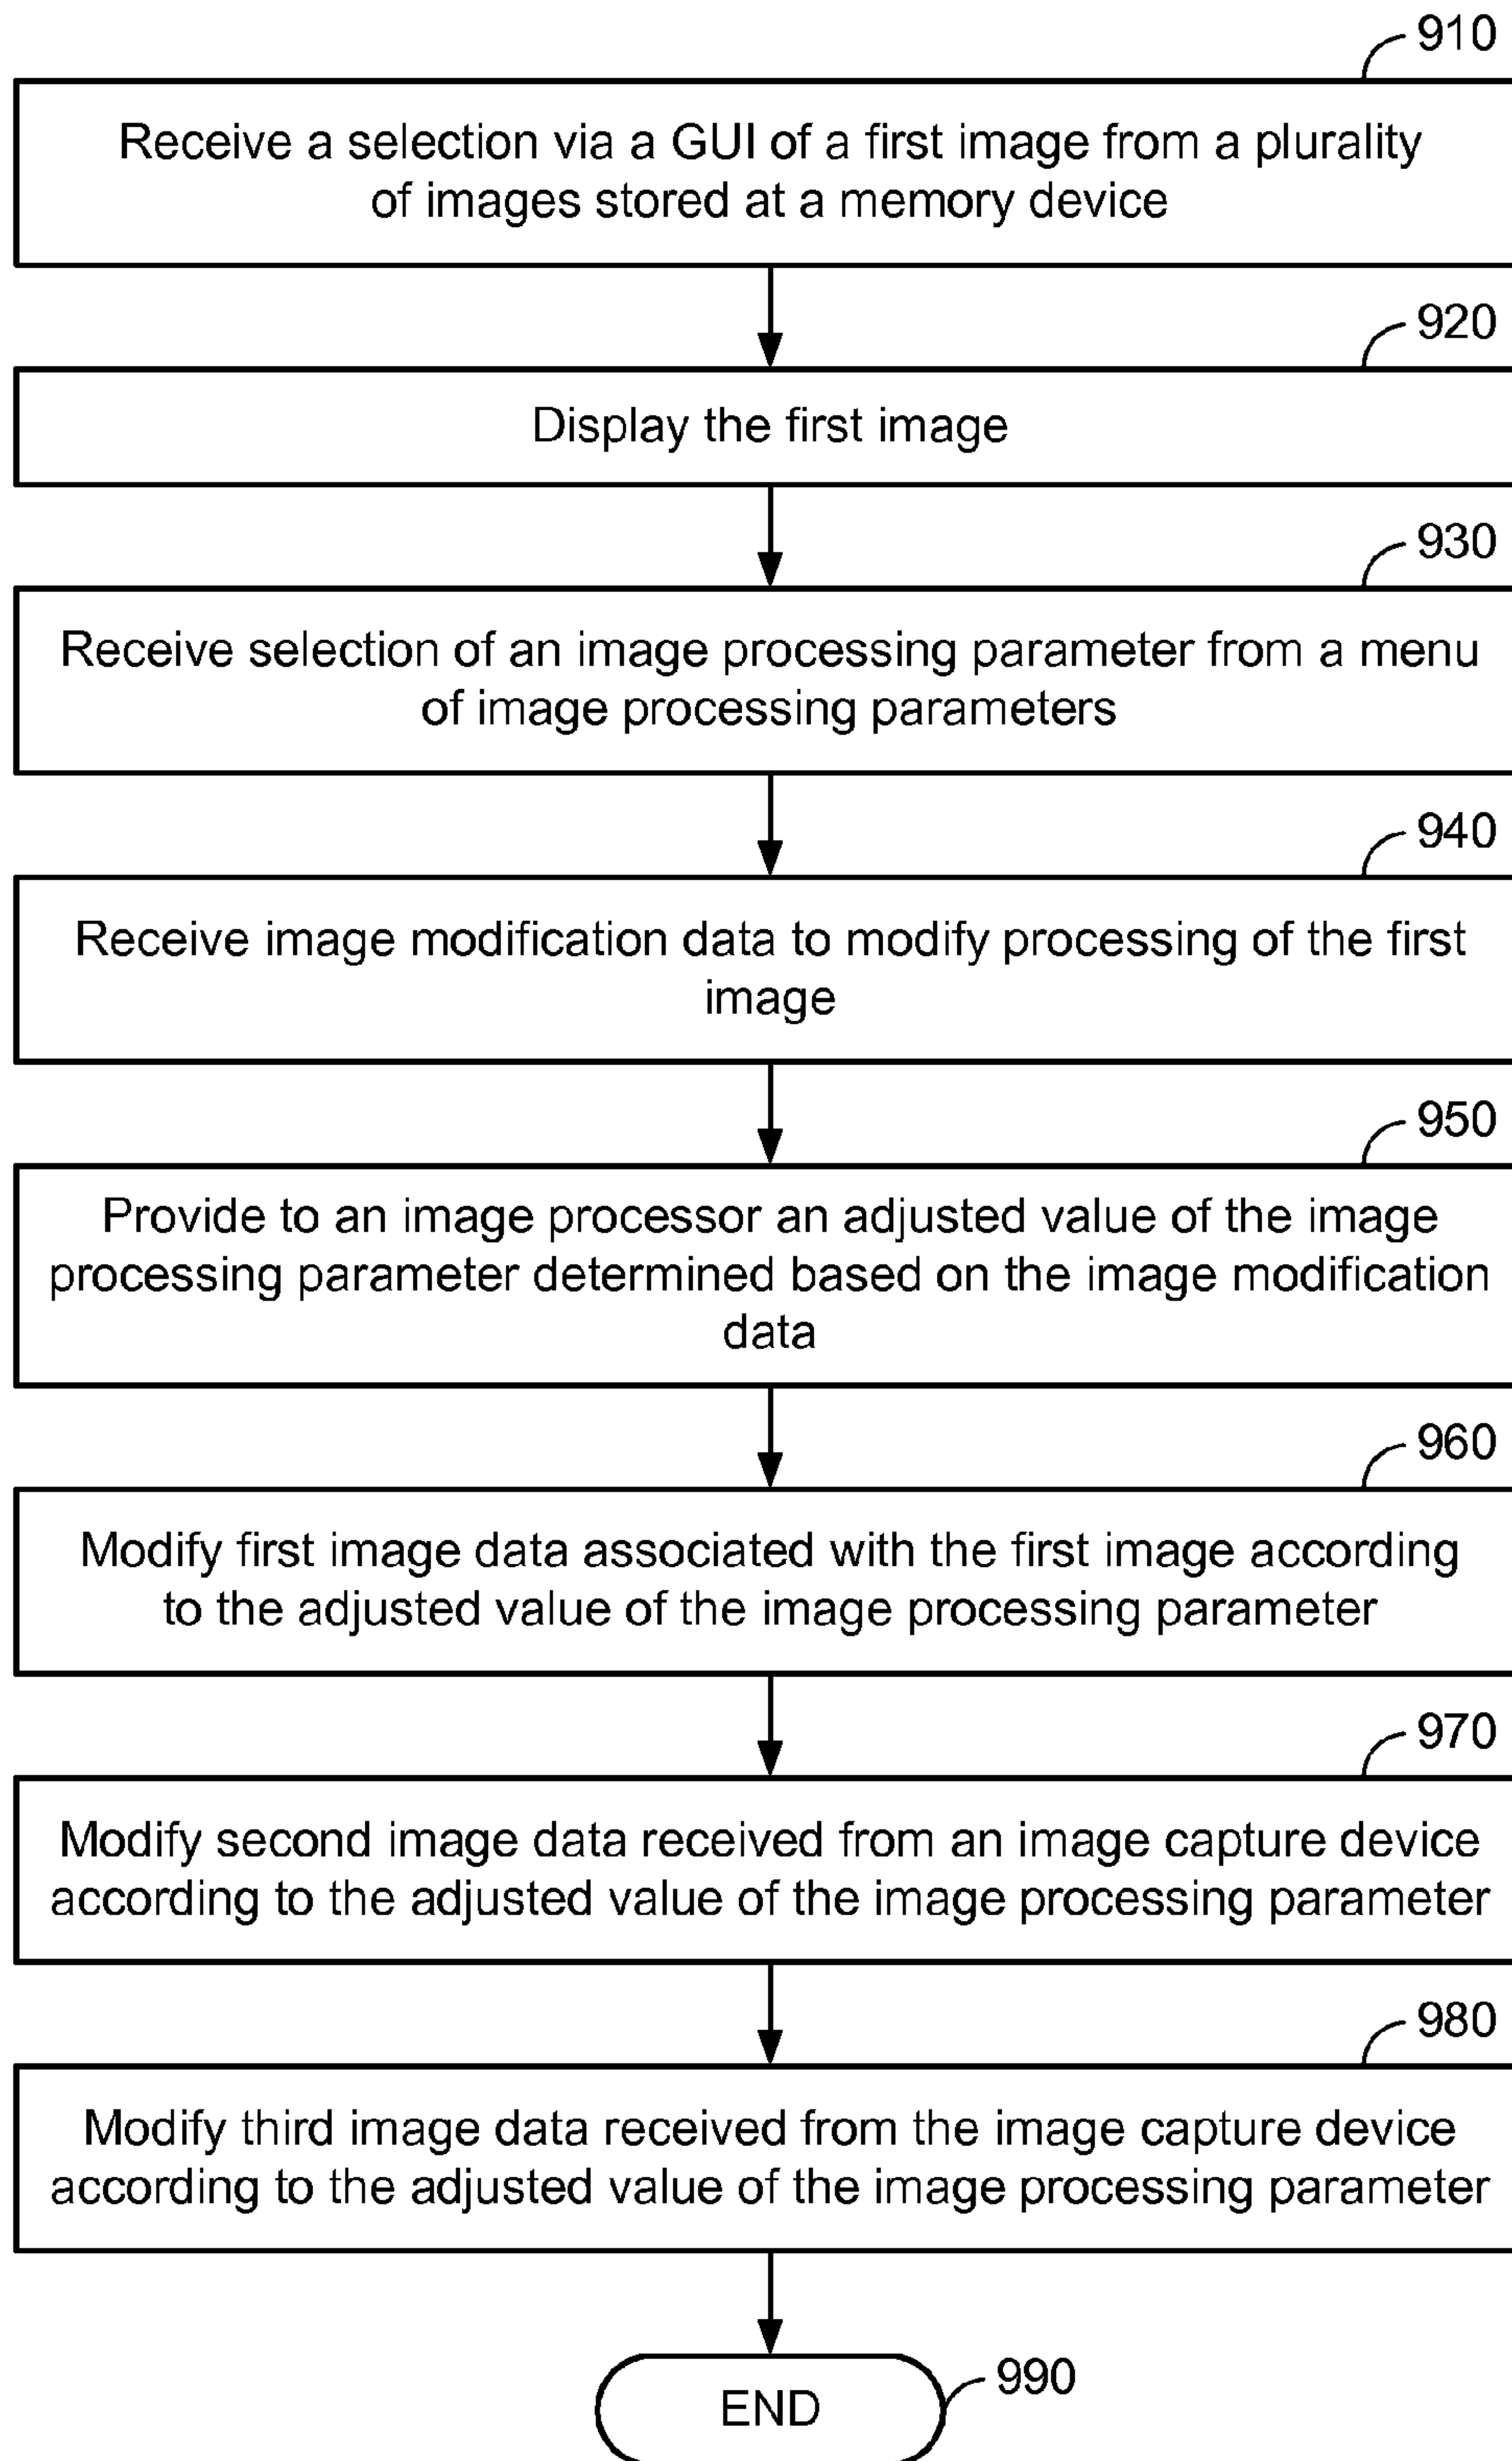 910
Receive a selection via a GUI of a first image from a plurality
of images stored at a memory device
920
Display the first image
930
Receive selection of an image processing parameter from a menu
of image processing parameters
940
Receive image modification data to modify processing of the first
image
950
Provide to an image processor an adjusted value of the image
processing parameter determined based on the image modification
data
960
Modify first image data associated with the first image according
to the adjusted value of the image processing parameter
970
Modify second image data received from an image capture device
according to the adjusted value of the image processing parameter
980
Modify third image data received from the image capture device
according to the adjusted value of the image processing parameter
990
END